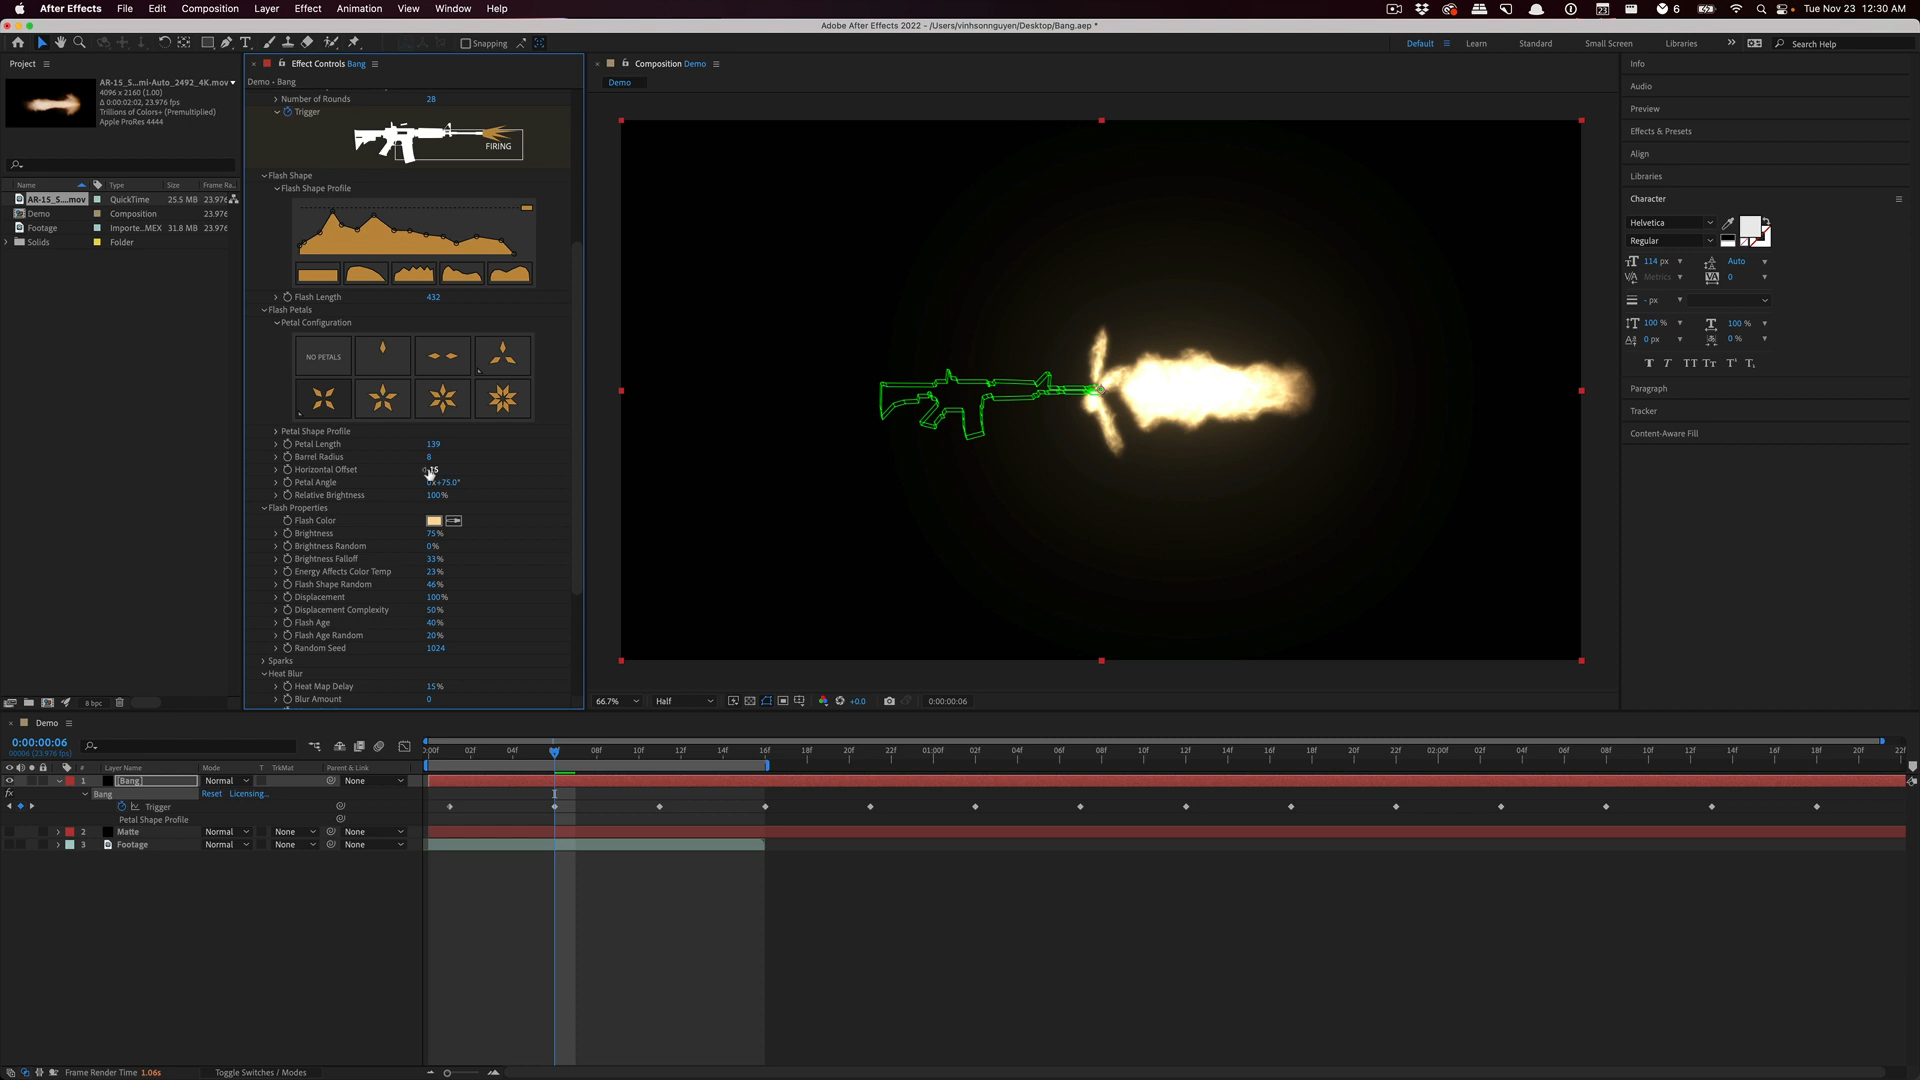 After Effects File Edit Composition Layer Effect Animation View Window Help 6 23 Tue Nov 23 12:30 AM
Adobe After Effects 2022 - /Users/vinhsonnguyen/Desktop/Bang.aep *
Snapping Default Learn Standard Small Screen Libraries Search Help
Project
AR-15_S...mi-Auto_2492_4K.mov
4096 x 2160 (1.00)
Δ 0:00:02:02, 23.976 fps
Trillions of Colors+ (Premultiplied)
Apple ProRes 4444
Name Type Size Frame Ra...
AR-15_S....mov QuickTime 25.5 MB 23.976
Demo Composition 23.976
Footage Importe...MEX 31.8 MB 23.976
Solids Folder
8 bpc
Effect Controls Bang
Demo • Bang
Number of Rounds 28
Trigger
FIRING
Flash Shape
Flash Shape Profile
Flash Length 432
Flash Petals
Petal Configuration
NO PETALS
Petal Shape Profile
Petal Length 139
Barrel Radius 8
Horizontal Offset
Petal Angle 0x+75.0°
Relative Brightness 100%
Flash Properties
Flash Color
Brightness 75%
Brightness Random 0%
Brightness Falloff 33%
Energy Affects Color Temp 23%
Flash Shape Random 46%
Displacement 100%
Displacement Complexity 50%
Flash Age 40%
Flash Age Random 20%
Random Seed 1024
Sparks
Heat Blur
Heat Map Delay 15%
Blur Amount 0
Composition Demo
Demo
66.7% Half +0.0 0:00:00:06
Info
Audio
Preview
Effects & Presets
Align
Libraries
Character
Helvetica
Regular
114 px Auto
Metrics 0
- px
100 % 100 %
0 px 0 %
Paragraph
Tracker
Content-Aware Fill
Demo
0:00:00:06
00006 (23.976 fps)
:00f 02f 04f 08f 10f 12f 14f 16f 18f 20f 22f 01:00f 02f 04f 06f 08f 10f 12f 14f 16f 18f 20f 22f 02:00f 02f 04f 06f 08f 10f 12f 14f 16f 18f 20f 22f
# Layer Name Mode T TrkMat Parent & Link
1 [Bang] Normal None
fx Bang Reset Licensing...
Trigger
Petal Shape Profile
2 Matte Normal None None
3 Footage Normal None None
Frame Render Time 1.06s Toggle Switches / Modes